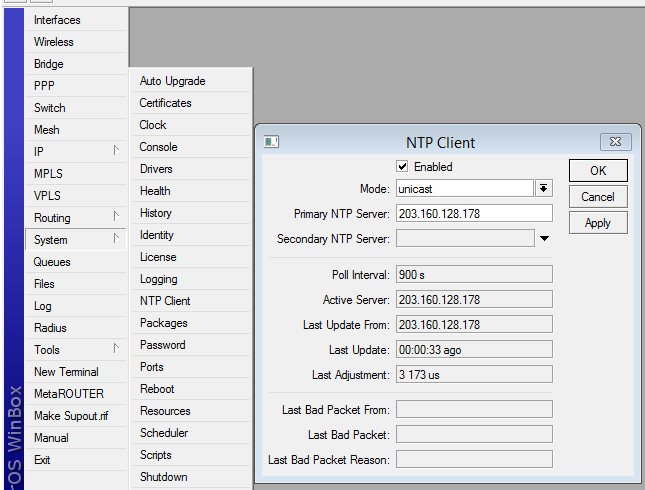 Interfaces
Wireless
Bridge
PPP
Switch
Mesh
IP
MPLS
VPLS
Routing
System
Queues
Files
Log
Radius
Tools
New Terminal
MetaROUTER
Make Supout.rif
Manual
Exit
rOS WinBox
Auto Upgrade
Certificates
Clock
Console
Drivers
Health
History
Identity
License
Logging
NTP Client
Packages
Password
Ports
Reboot
Resources
Scheduler
Scripts
Shutdown
NTP Client
Enabled
OK
Mode: unicast
Cancel
Primary NTP Server: 203.160.128.178
Apply
Secondary NTP Server:
Poll Interval: 900 s
Active Server: 203.160.128.178
Last Update From: 203.160.128.178
Last Update: 00:00:33 ago
Last Adjustment: 3 173 us
Last Bad Packet From:
Last Bad Packet:
Last Bad Packet Reason: